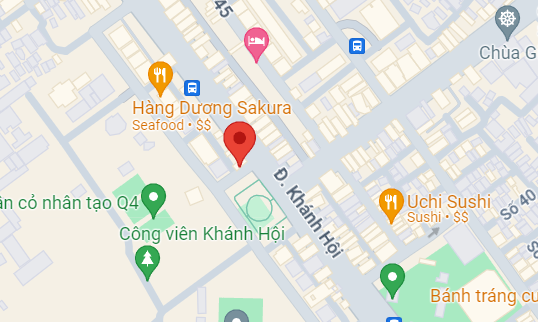 45
Chùa G
Hàng Dương Sakura
Seafood • $$
Đ. Khánh Hội
ân cỏ nhân tạo Q4
Uchi Sushi
Sushi • $$
Số 40
Công viên Khánh Hội
Bánh tráng cu